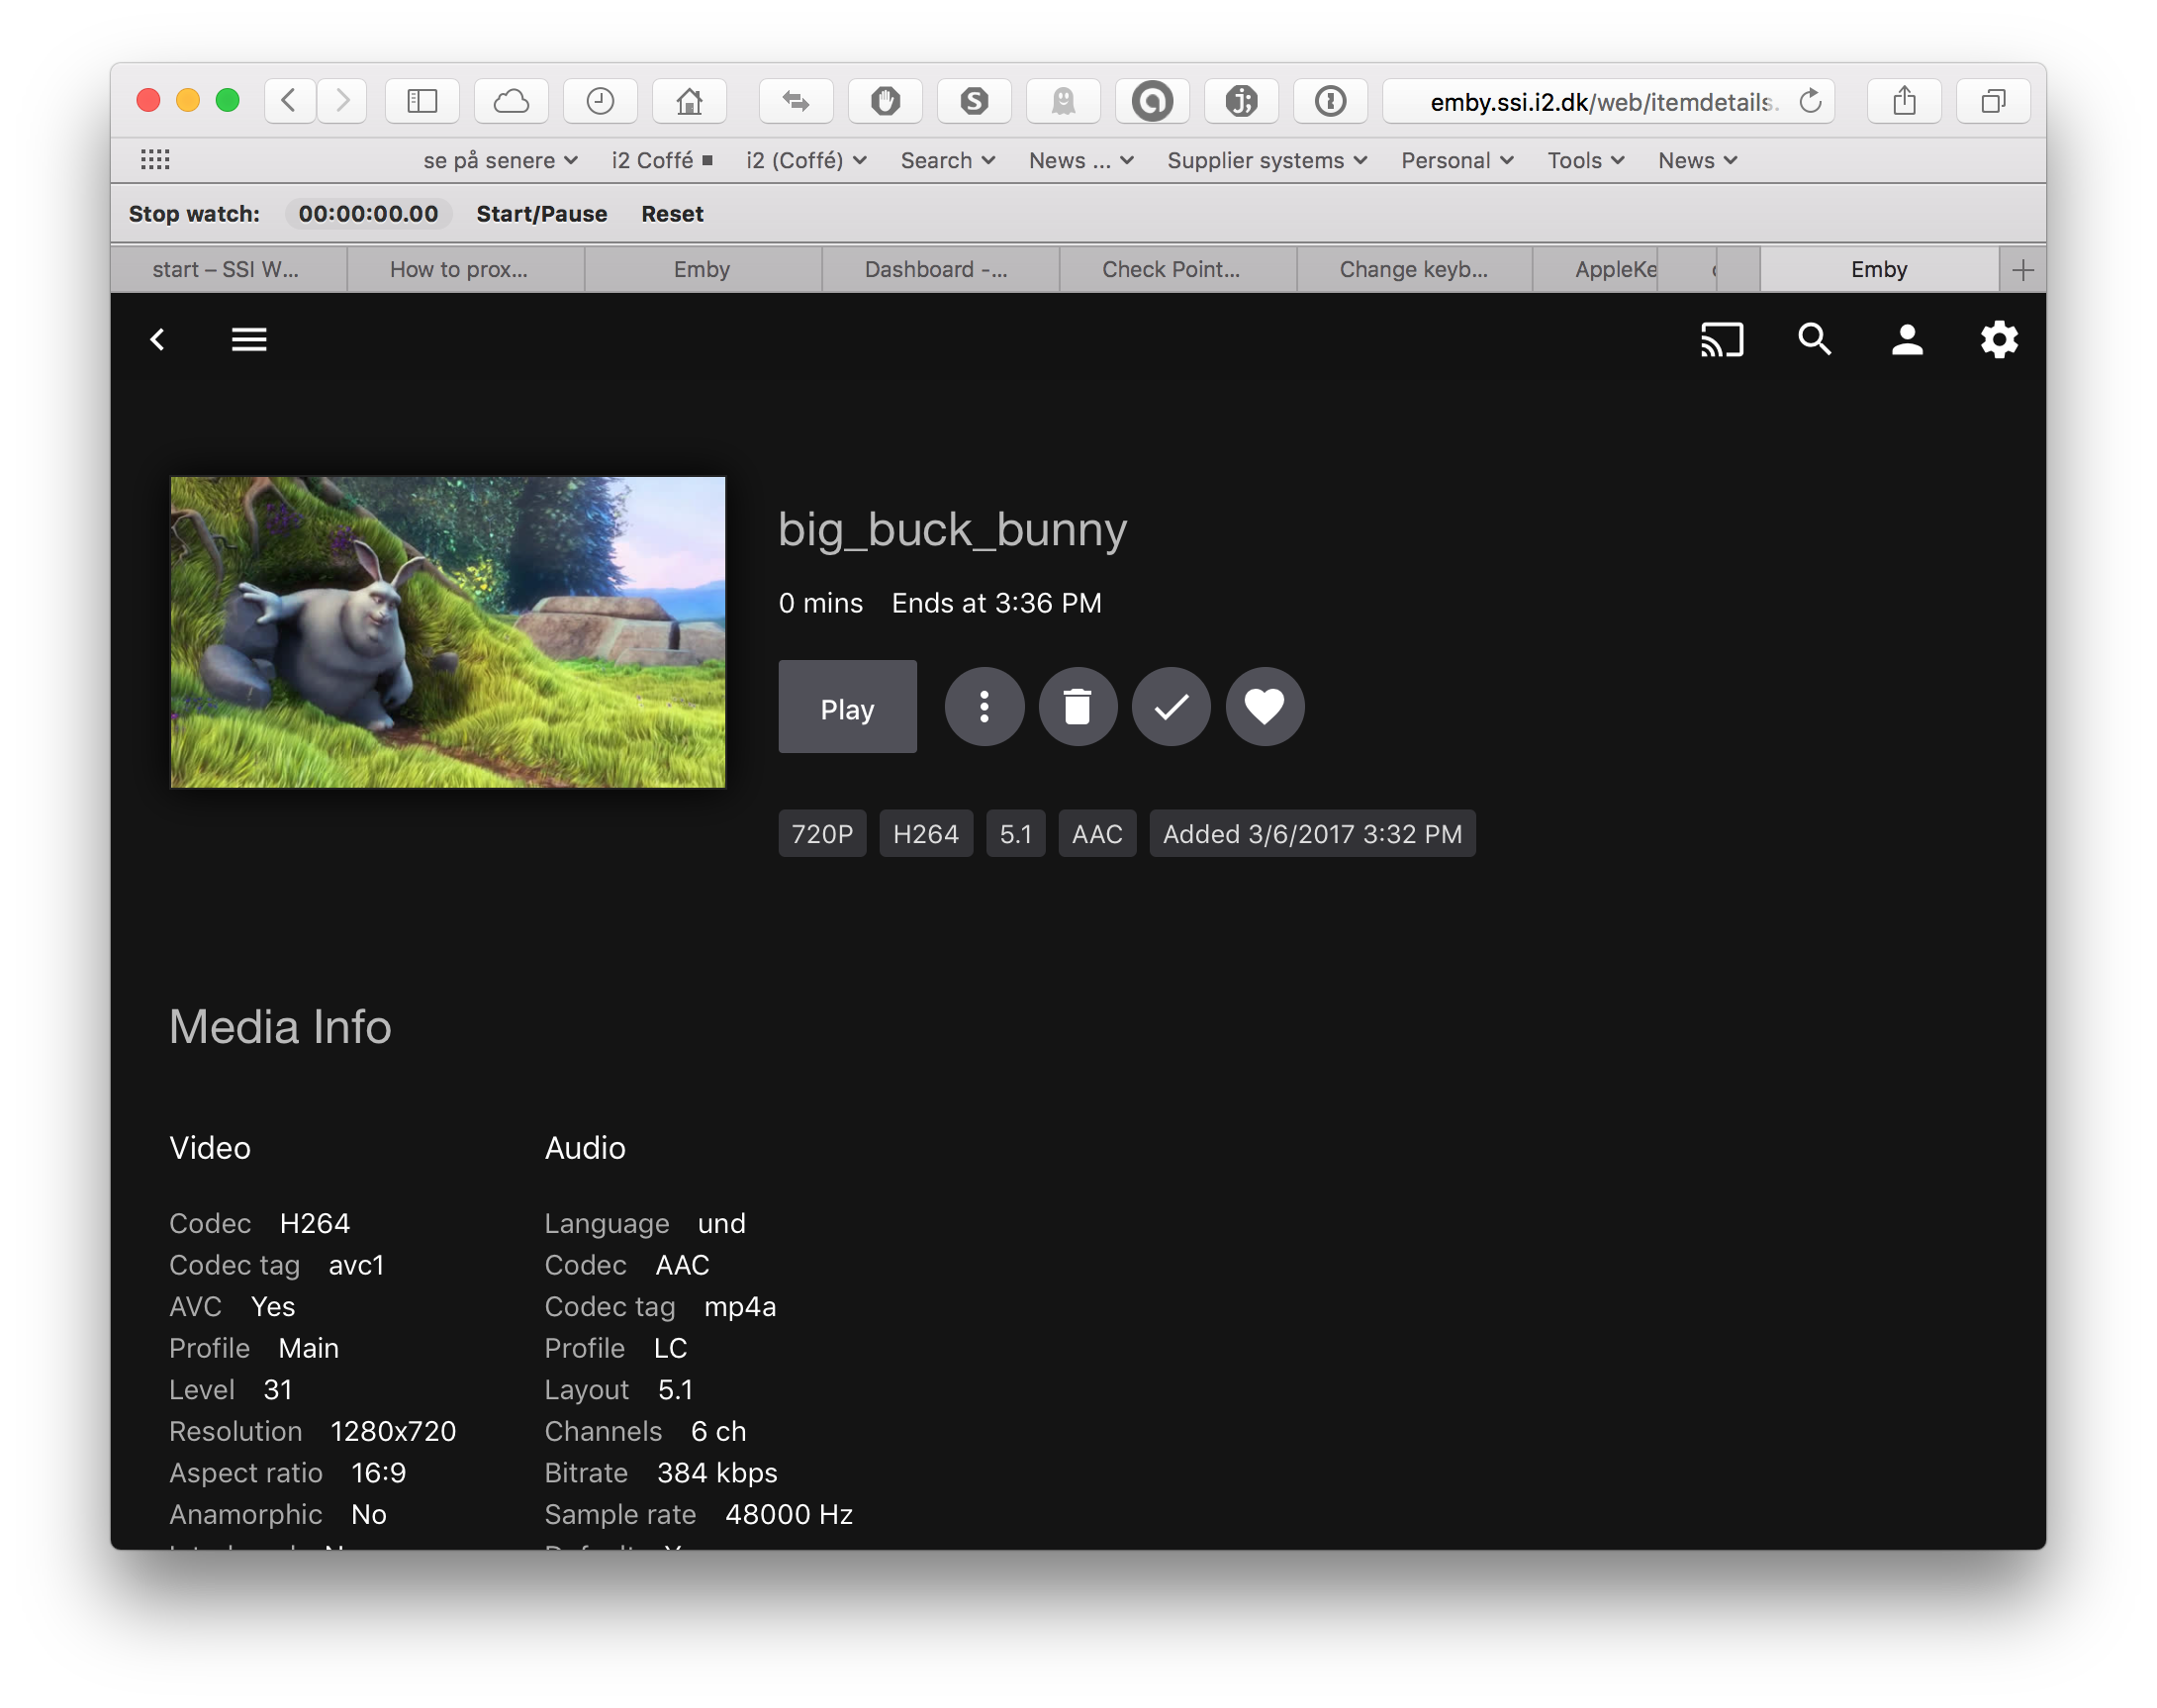 emby.ssi.i2.dk/web/itemdetails.
se på senere i2 Coffé i2 (Coffé) Search News ... Supplier systems Personal Tools News
Stop watch: 00:00:00.00 Start/Pause Reset
start – SSI W... How to prox... Emby Dashboard -... Check Point... Change keyb... AppleKe Emby
big_buck_bunny
0 mins Ends at 3:36 PM
Play
720P H264 5.1 AAC Added 3/6/2017 3:32 PM
Media Info
Video
Codec H264
Codec tag avc1
AVC Yes
Profile Main
Level 31
Resolution 1280x720
Aspect ratio 16:9
Anamorphic No
Audio
Language und
Codec AAC
Codec tag mp4a
Profile LC
Layout 5.1
Channels 6 ch
Bitrate 384 kbps
Sample rate 48000 Hz